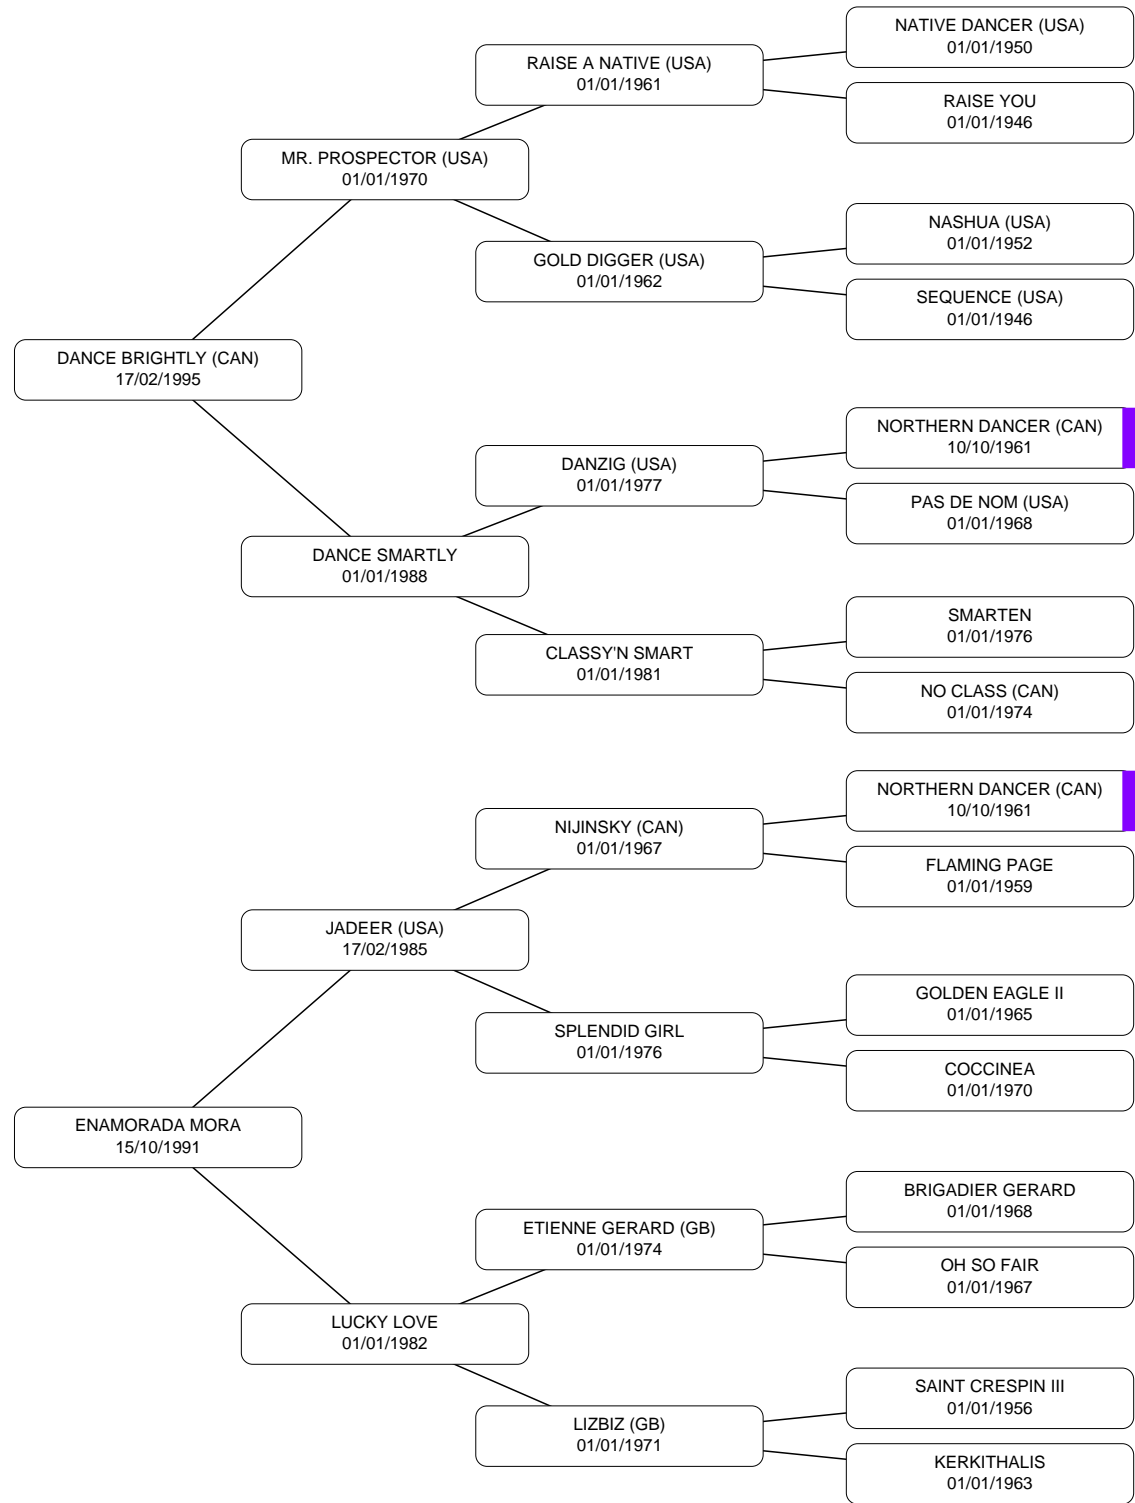 NATIVE DANCER (USA)
01/01/1950
RAISE A NATIVE (USA)
01/01/1961
RAISE YOU
01/01/1946
MR. PROSPECTOR (USA)
01/01/1970
NASHUA (USA)
01/01/1952
GOLD DIGGER (USA)
01/01/1962
SEQUENCE (USA)
01/01/1946
DANCE BRIGHTLY (CAN)
17/02/1995
NORTHERN DANCER (CAN)
10/10/1961
DANZIG (USA)
01/01/1977
PAS DE NOM (USA)
01/01/1968
DANCE SMARTLY
01/01/1988
SMARTEN
01/01/1976
CLASSY'N SMART
01/01/1981
NO CLASS (CAN)
01/01/1974
NORTHERN DANCER (CAN)
10/10/1961
NIJINSKY (CAN)
01/01/1967
FLAMING PAGE
01/01/1959
JADEER (USA)
17/02/1985
GOLDEN EAGLE II
01/01/1965
SPLENDID GIRL
01/01/1976
COCCINEA
01/01/1970
ENAMORADA MORA
15/10/1991
BRIGADIER GERARD
01/01/1968
ETIENNE GERARD (GB)
01/01/1974
OH SO FAIR
01/01/1967
LUCKY LOVE
01/01/1982
SAINT CRESPIN III
01/01/1956
LIZBIZ (GB)
01/01/1971
KERKITHALIS
01/01/1963